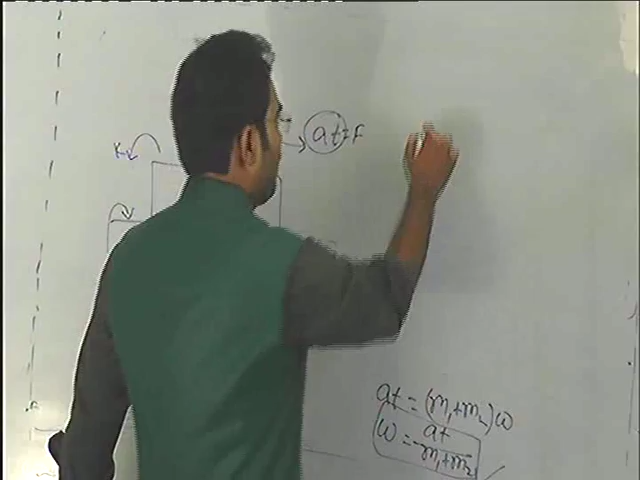 at = F
at = (m₁+m₂)ω
ω = at / m₁+m₂